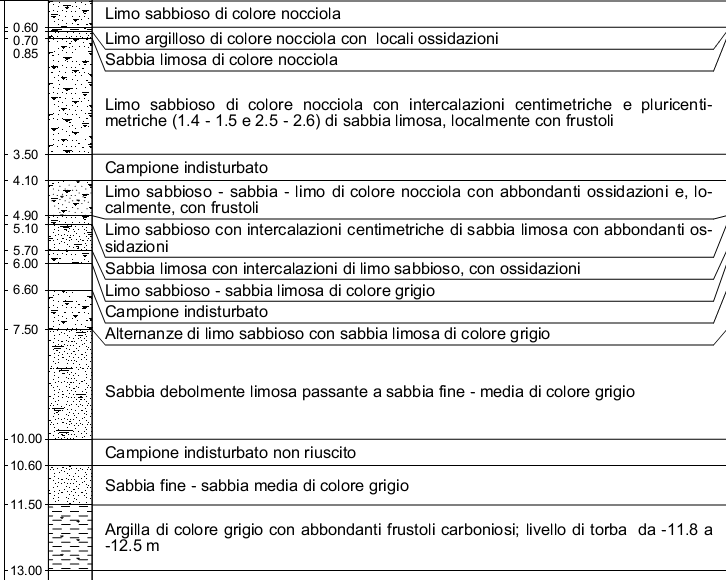 Limo sabbioso di colore nocciola
0.60
Limo argilloso di colore nocciola con locali ossidazioni
0.70
0.85
Sabbia limosa di colore nocciola
Limo sabbioso di colore nocciola con intercalazioni centimetriche e pluricenti-
metriche (1.4 - 1.5 e 2.5 - 2.6) di sabbia limosa, localmente con frustoli
3.50
Campione indisturbato
4.10
Limo sabbioso - sabbia - limo di colore nocciola con abbondanti ossidazioni e, lo-
calmente, con frustoli
4.90
5.10
Limo sabbioso con intercalazioni centimetriche di sabbia limosa con abbondanti os-
sidazioni
5.70
6.00
Sabbia limosa con intercalazioni di limo sabbioso, con ossidazioni
6.60
Limo sabbioso - sabbia limosa di colore grigio
Campione indisturbato
7.50
Alternanze di limo sabbioso con sabbia limosa di colore grigio
Sabbia debolmente limosa passante a sabbia fine - media di colore grigio
10.00
Campione indisturbato non riuscito
10.60
Sabbia fine - sabbia media di colore grigio
11.50
Argilla di colore grigio con abbondanti frustoli carboniosi; livello di torba da -11.8 a
-12.5 m
13.00